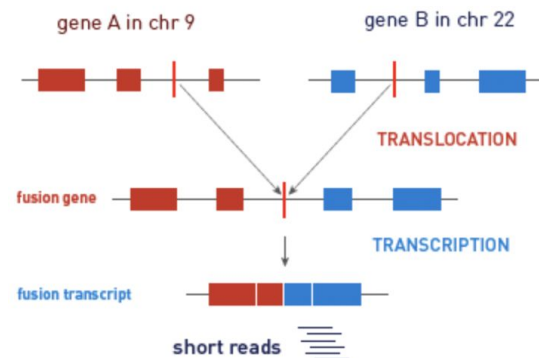 gene A in chr 9
gene B in chr 22
TRANSLOCATION
fusion gene
TRANSCRIPTION
fusion transcript
short reads